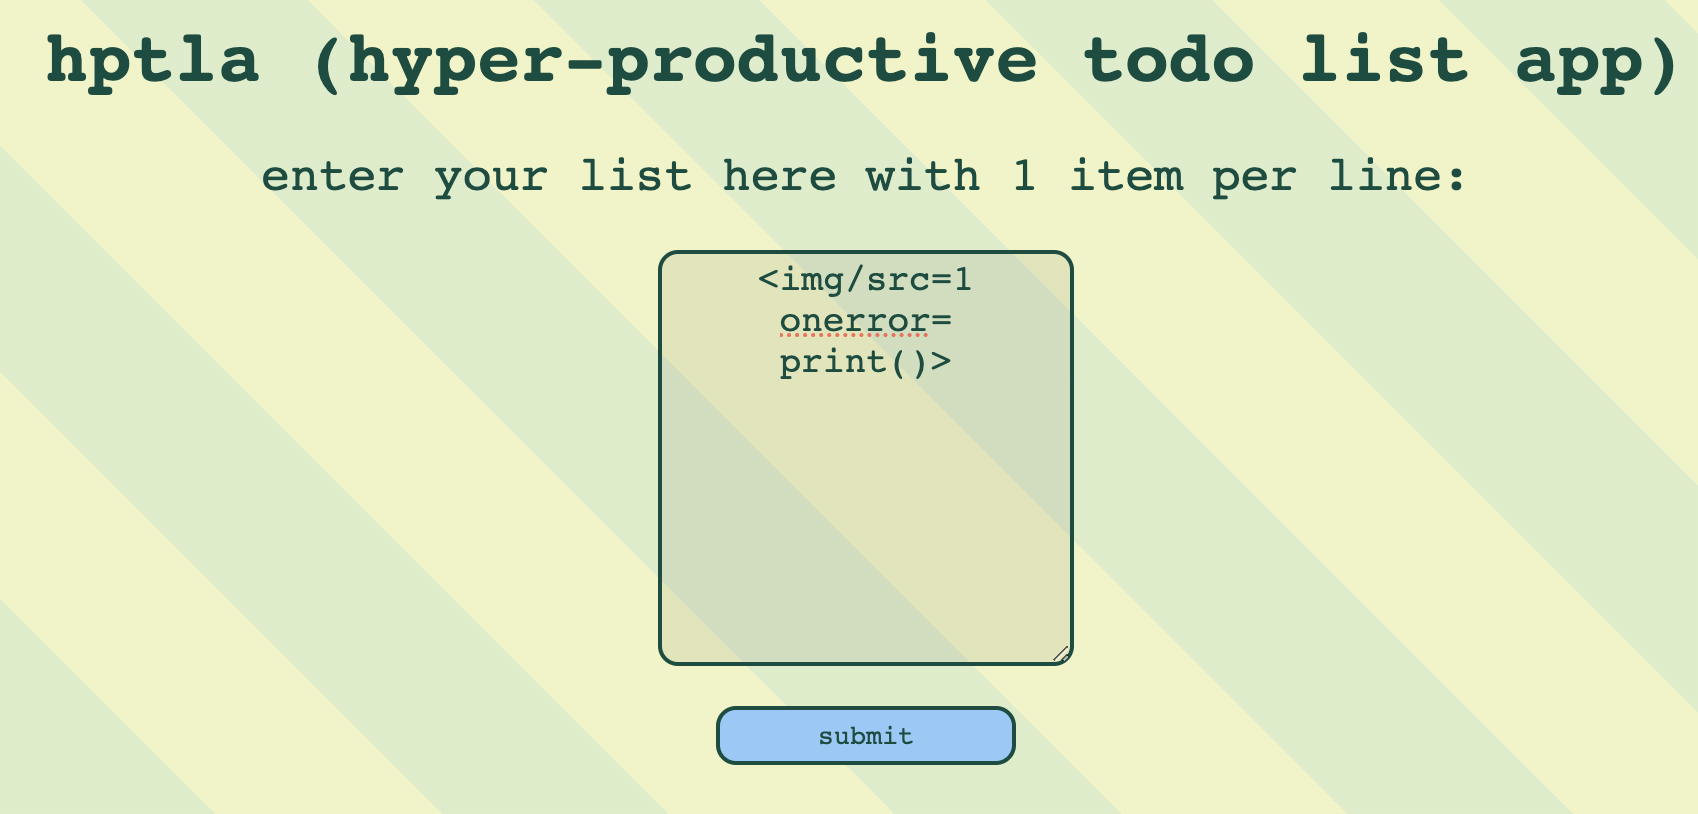 hptla (hyper-productive todo list app)
enter your list here with 1 item per line:
<img/src=1
onerror=
print()>
submit